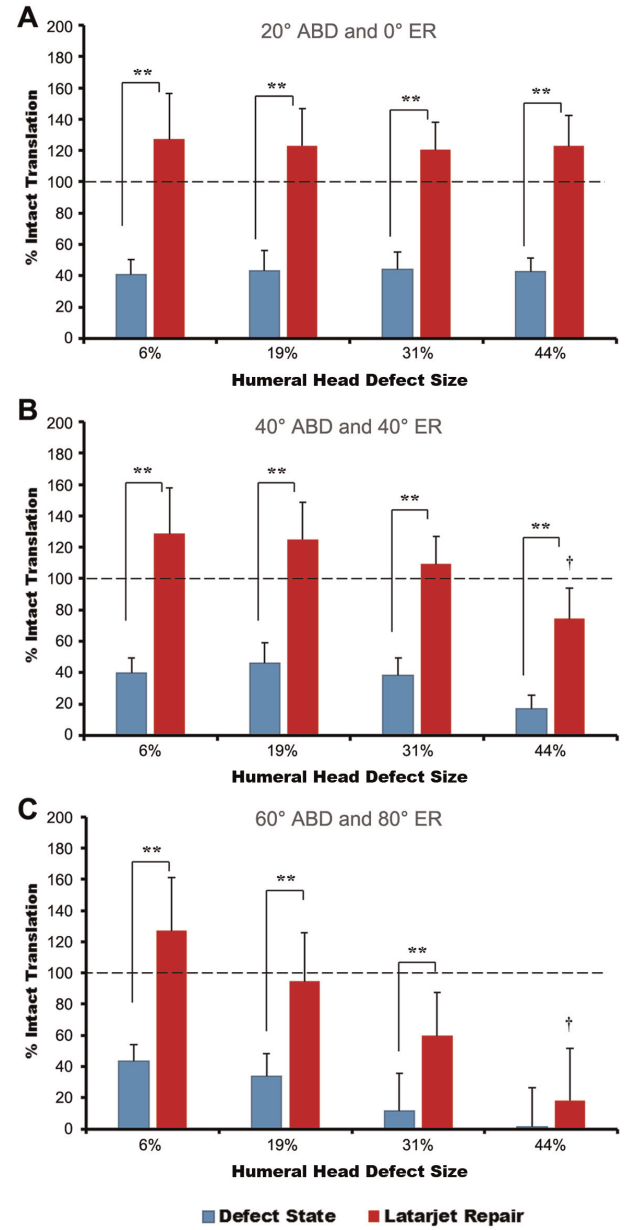 A
20° ABD and 0° ER
% Intact Translation
200
180
160
140
120
100
80
60
40
20
0
** ** ** **
6% 19% 31% 44%
Humeral Head Defect Size
B
40° ABD and 40° ER
% Intact Translation
200
180
160
140
120
100
80
60
40
20
0
** ** ** **
†
6% 19% 31% 44%
Humeral Head Defect Size
C
60° ABD and 80° ER
% Intact Translation
200
180
160
140
120
100
80
60
40
20
0
** ** **
†
6% 19% 31% 44%
Humeral Head Defect Size
Defect State Latarjet Repair